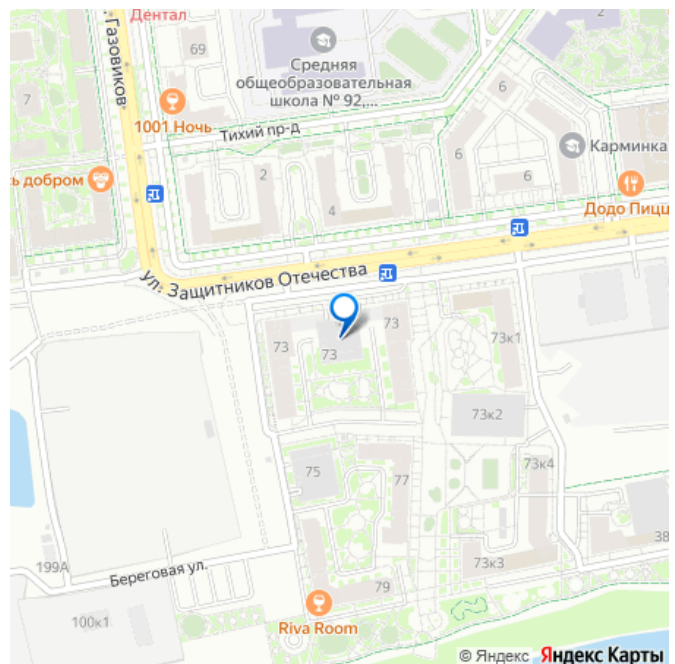 Дентал
. Газовиков
69
Средняя
общеобразовательная
школа № 92,...
2
7
1001 Ночь
Тихий пр-д
6
6
6
Карминка
ь добром
2
4
Додо Пицц
ул. Защитников Отечества
73
73
73
73к1
73к2
75
77
73к4
199А
Береговая ул.
38
73к3
79
100к1
Riva Room
© Яндекс Яндекс Карты